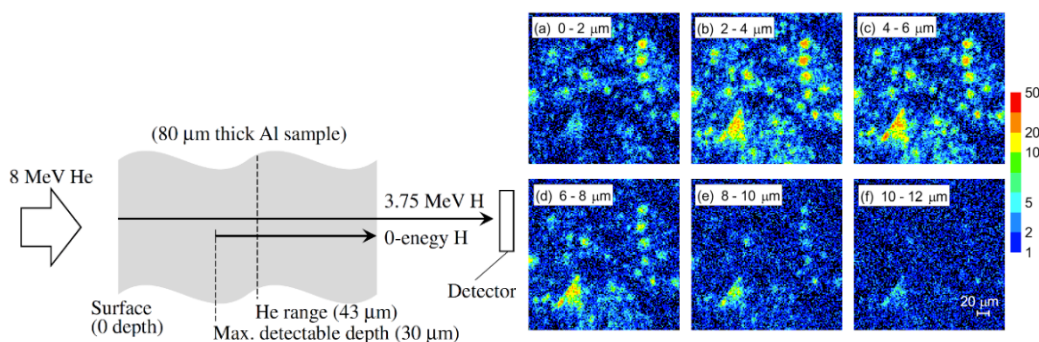 (80 μm thick Al sample)
8 MeV He
3.75 MeV H
0-enegy H
Detector
Surface
(0 depth)
He range (43 μm)
Max. detectable depth (30 μm)
(a) 0 - 2 μm
(b) 2 - 4 μm
(c) 4 - 6 μm
(d) 6 - 8 μm
(e) 8 - 10 μm
(f) 10 - 12 μm
20 μm
50
20
10
5
2
1